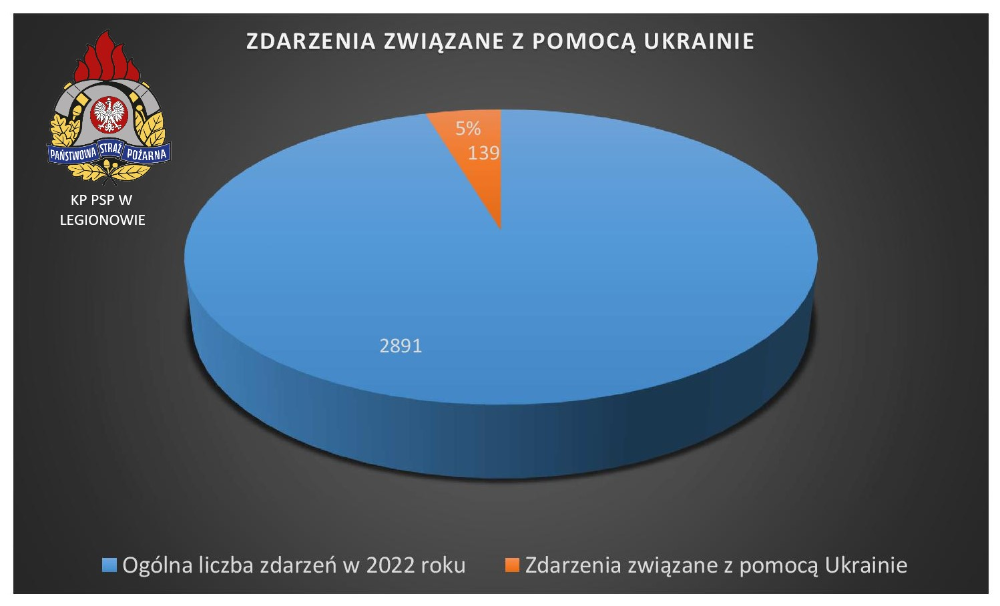 ZDARZENIA ZWIĄZANE Z POMOCĄ UKRAINIE
PAŃSTWOWA STRAŻ POŻARNA
KP PSP W
LEGIONOWIE
5%
139
2891
Ogólna liczba zdarzeń w 2022 roku
Zdarzenia związane z pomocą Ukrainie